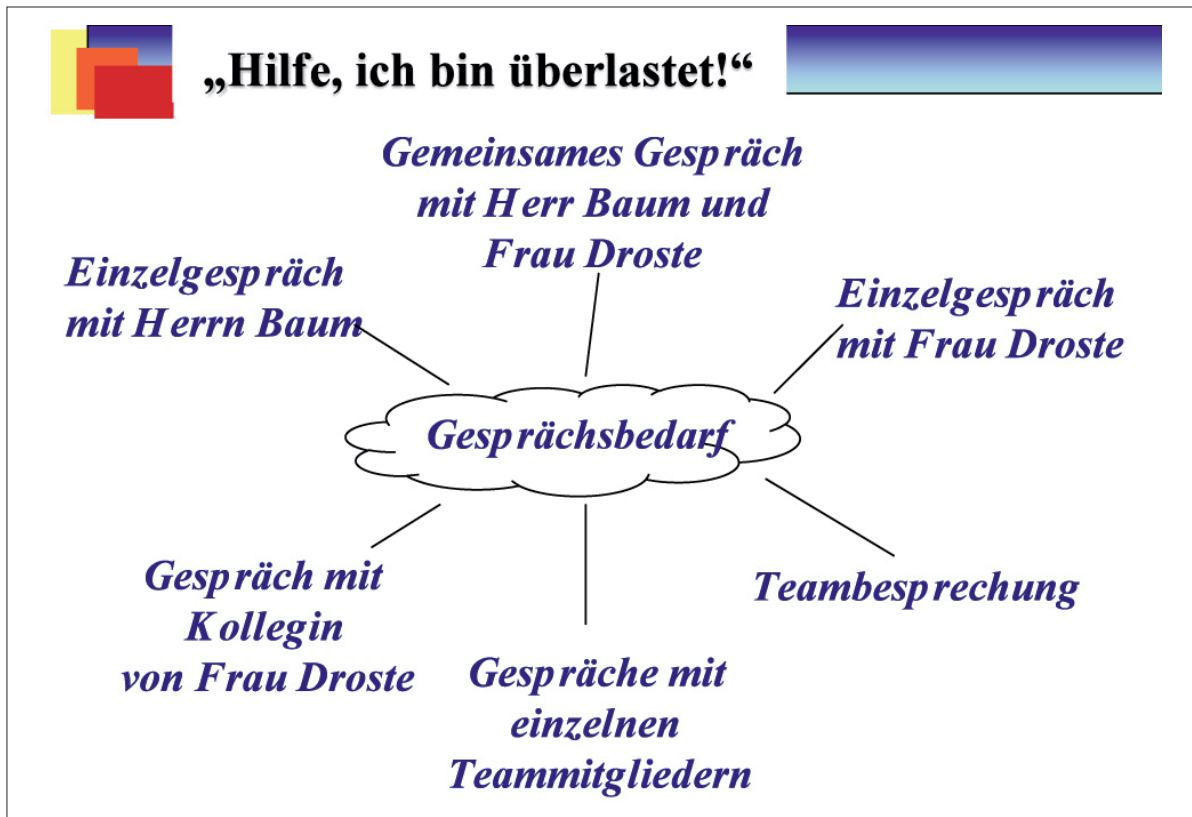 „Hilfe, ich bin überlastet!“
Gemeinsames Gespräch
mit Herr Baum und
Frau Droste
Einzelgespräch
mit Herrn Baum
Einzelgespräch
mit Frau Droste
Gesprächsbedarf
Gespräch mit
Kollegin
von Frau Droste
Gespräche mit
einzelnen
Teammitgliedern
Teambesprechung